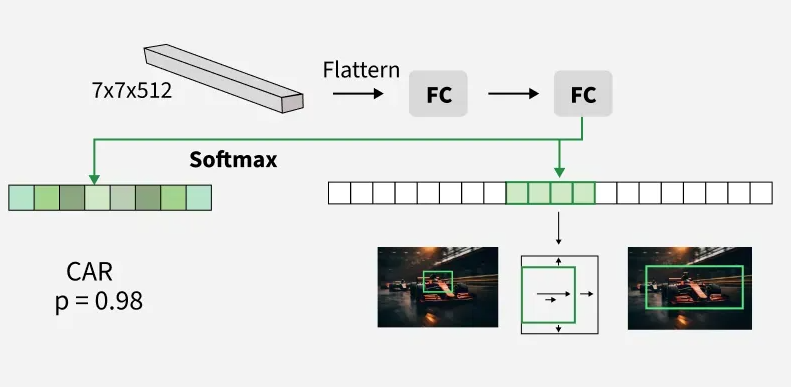 Flattern
7x7x512
FC
FC
Softmax
CAR
p = 0.98